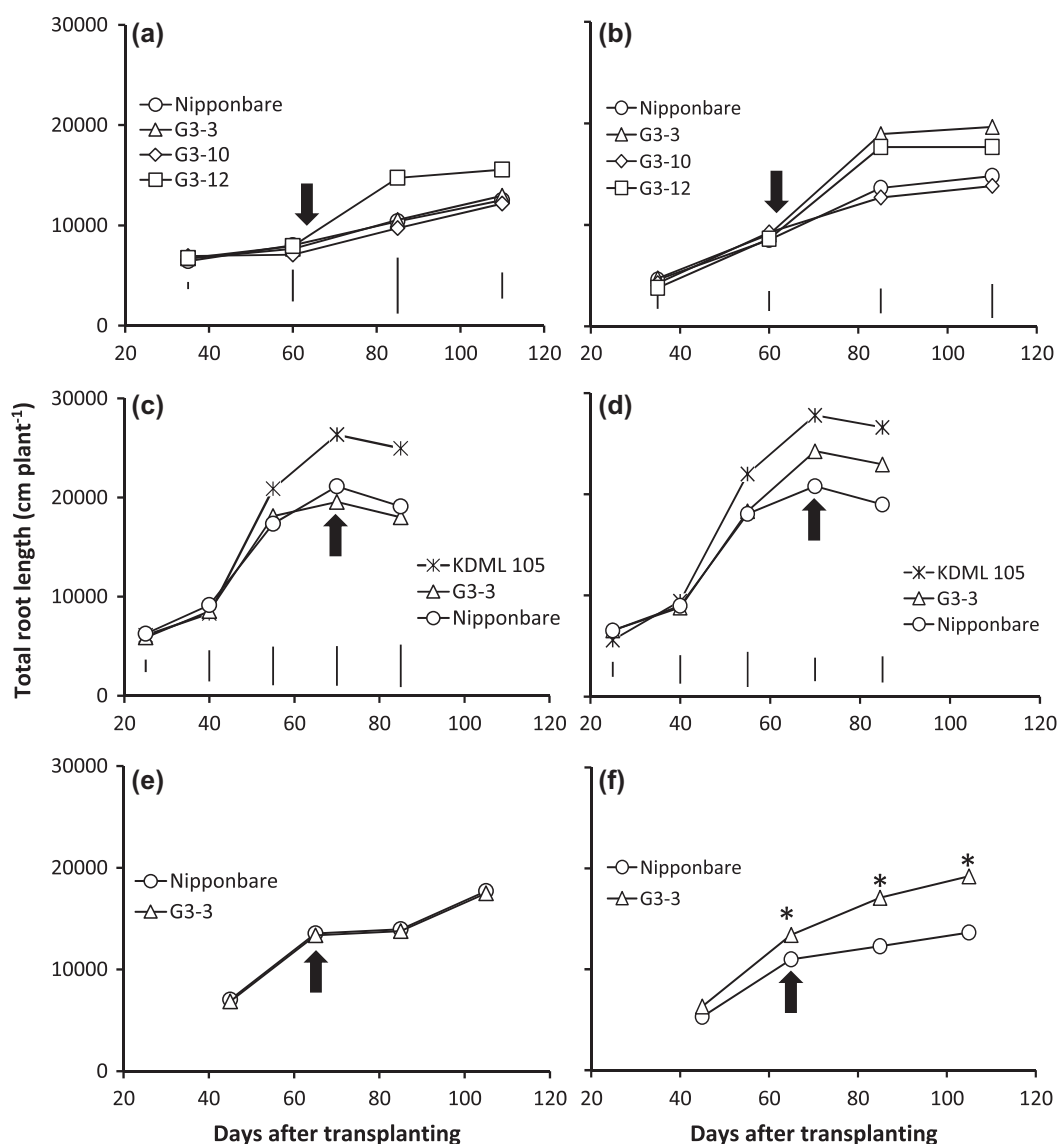 (a)
30000
20000
10000
0
Nipponbare
G3-3
G3-10
G3-12
20 40 60 80 100 120
(b)
Nipponbare
G3-3
G3-10
G3-12
20 40 60 80 100 120
Total root length (cm plant-1)
(c)
30000
20000
10000
0
KDML 105
G3-3
Nipponbare
20 40 60 80 100 120
(d)
KDML 105
G3-3
Nipponbare
20 40 60 80 100 120
(e)
30000
20000
10000
0
Nipponbare
G3-3
20 40 60 80 100 120
Days after transplanting
(f)
Nipponbare
G3-3
*
*
*
20 40 60 80 100 120
Days after transplanting